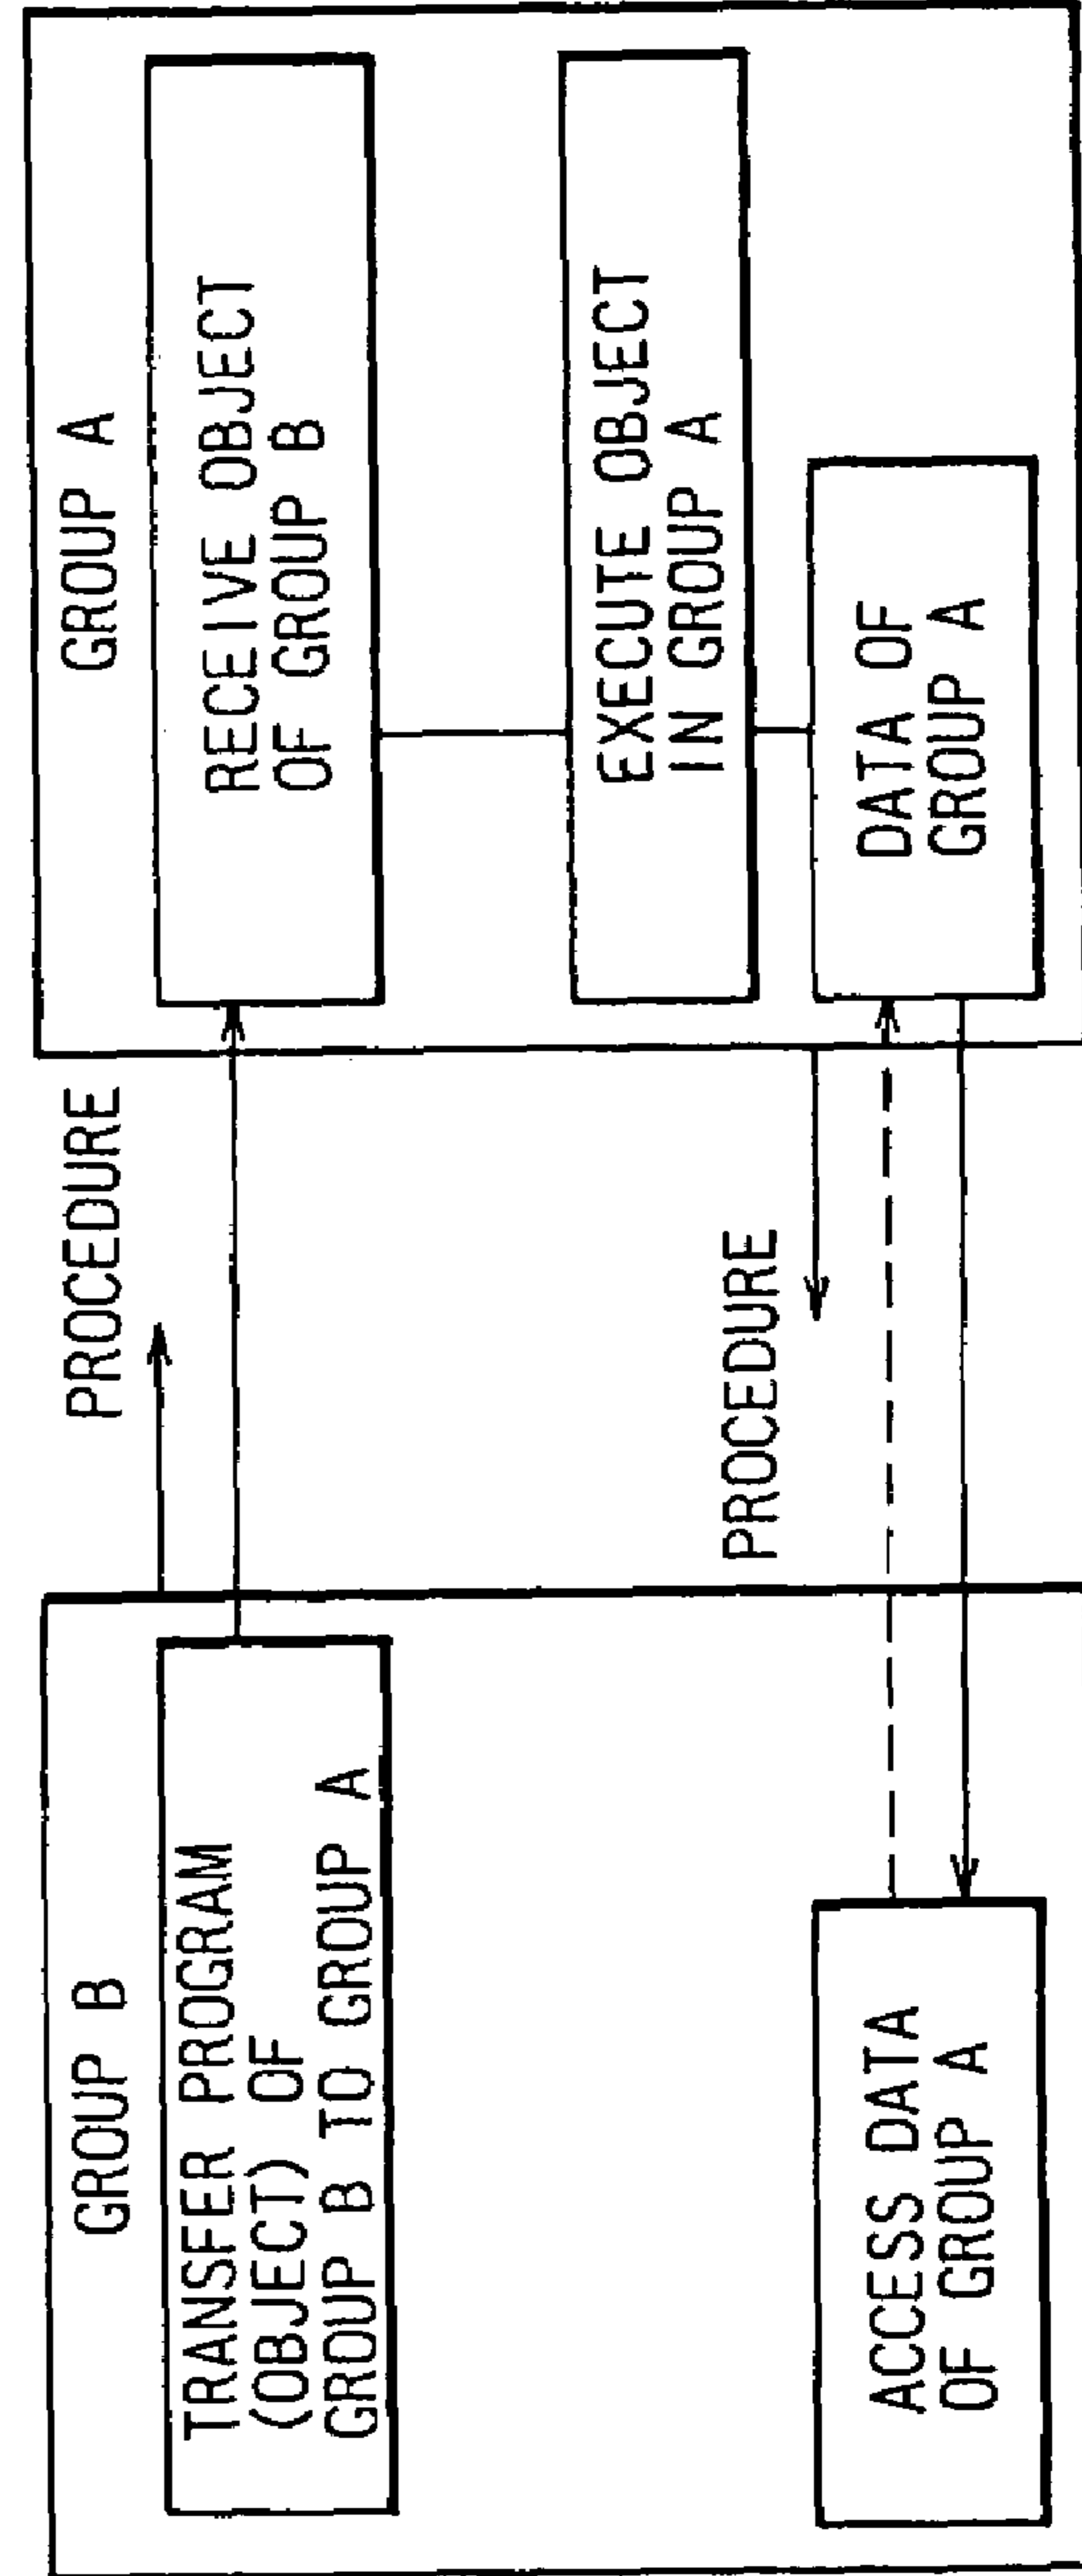 GROUP B
TRANSFER PROGRAM
(OBJECT) OF
GROUP B TO GROUP A
ACCESS DATA
OF GROUP A
PROCEDURE
PROCEDURE
GROUP A
RECEIVE OBJECT
OF GROUP B
EXECUTE OBJECT
IN GROUP A
DATA OF
GROUP A